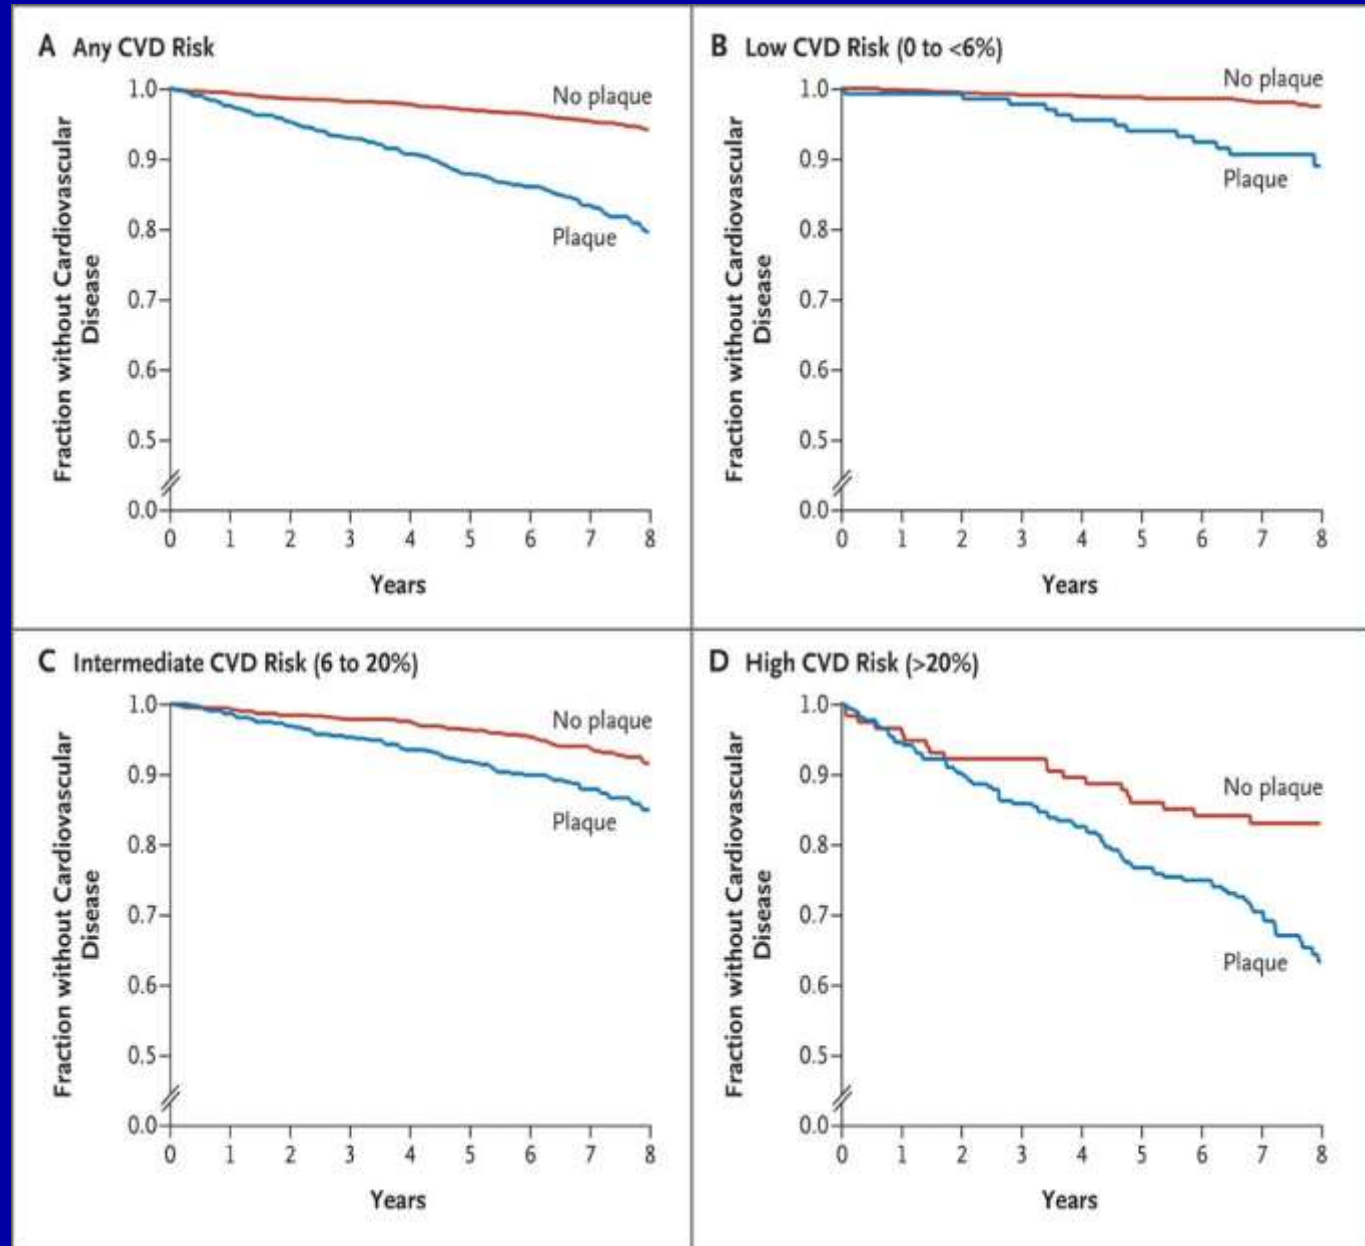 A Any CVD Risk
Fraction without Cardiovascular
Disease
1.0
0.9
0.8
0.7
0.6
0.5
0.0
No plaque
Plaque
0 1 2 3 4 5 6 7 8
Years
B Low CVD Risk (0 to <6%)
Fraction without Cardiovascular
Disease
1.0
0.9
0.8
0.7
0.6
0.5
0.0
No plaque
Plaque
0 1 2 3 4 5 6 7 8
Years
C Intermediate CVD Risk (6 to 20%)
Fraction without Cardiovascular
Disease
1.0
0.9
0.8
0.7
0.6
0.5
0.0
No plaque
Plaque
0 1 2 3 4 5 6 7 8
Years
D High CVD Risk (>20%)
Fraction without Cardiovascular
Disease
1.0
0.9
0.8
0.7
0.6
0.5
0.0
No plaque
Plaque
0 1 2 3 4 5 6 7 8
Years